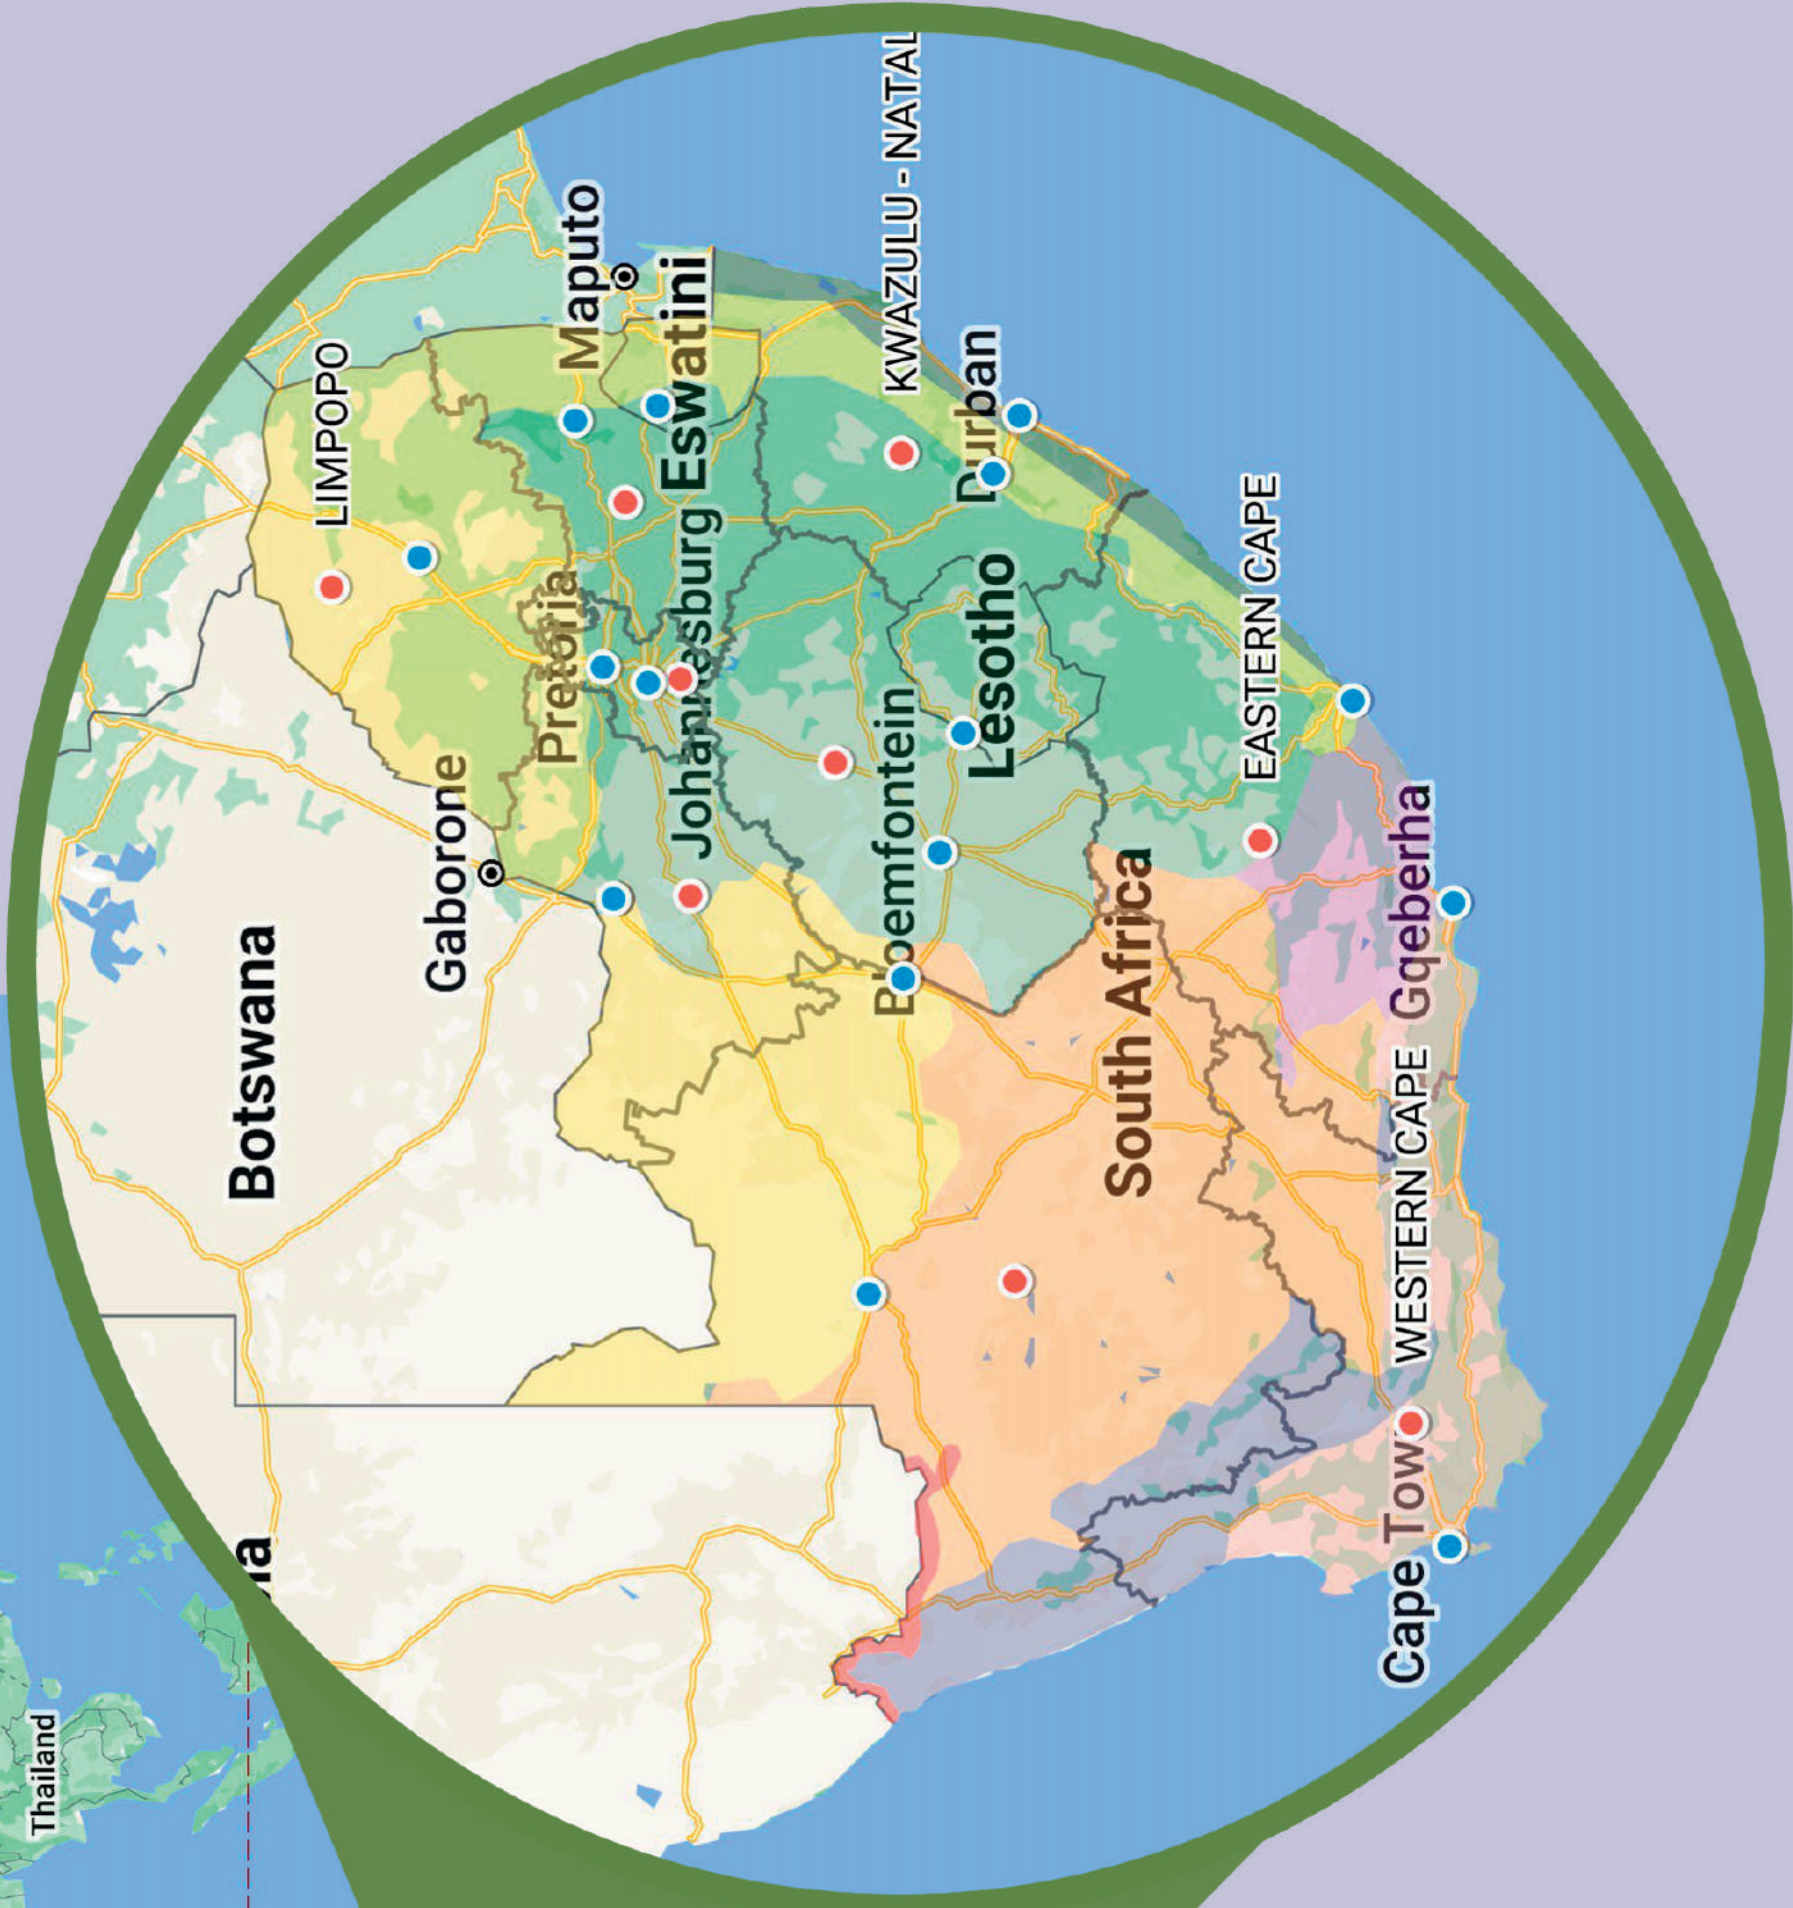 Thailand
ia
Botswana
Gaborone
LIMPOPO
Pretoria
Maputo
Johannesburg
Eswatini
Bloemfontein
KWAZULU - NATAL
Durban
Lesotho
South Africa
EASTERN CAPE
Gqeberha
WESTERN CAPE
Cape Town